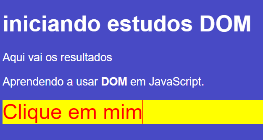 iniciando estudos DOM
Aqui vai os resultados
Aprendendo a usar DOM em JavaScript.
Clique em mim